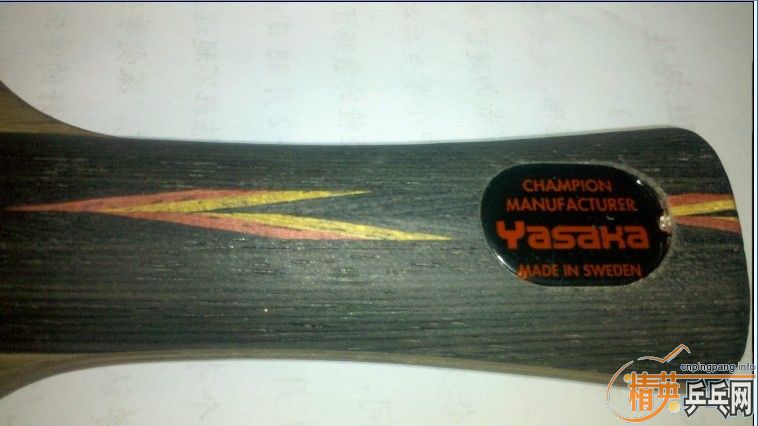 CHAMPION
MANUFACTURER
Yasaka
MADE IN SWEDEN
cnpingpang.info
精英乒乓网